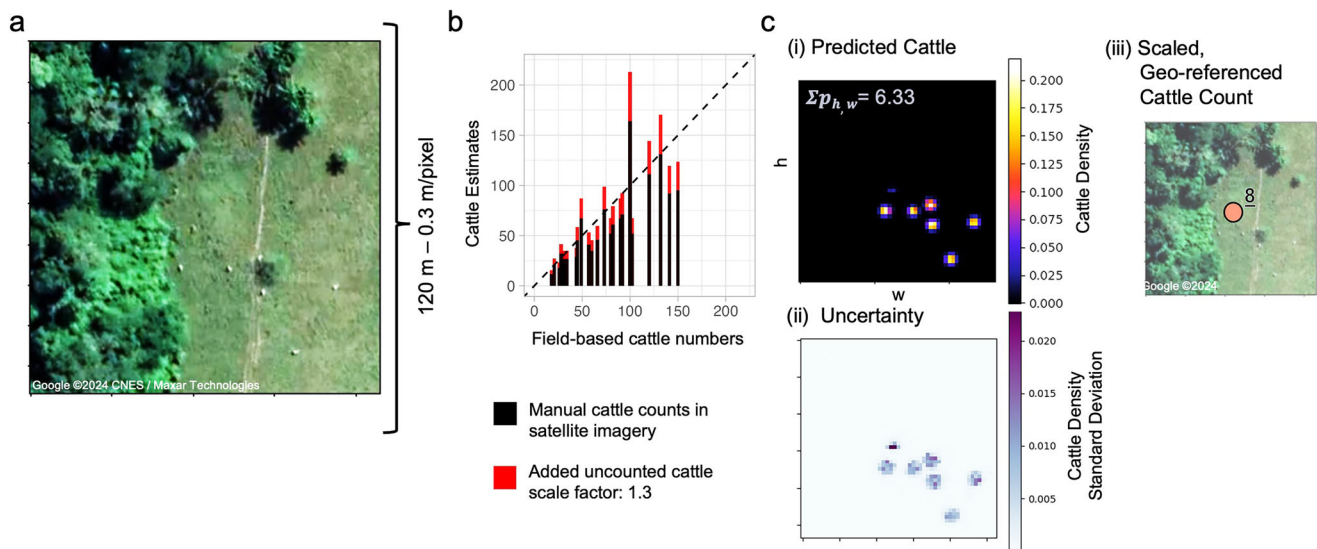 a
Google ©2024 CNES / Maxar Technologies
120 m – 0.3 m/pixel
b
Cattle Estimates
200
150
100
50
0
0 50 100 150 200
Field-based cattle numbers
Manual cattle counts in
satellite imagery
Added uncounted cattle
scale factor: 1.3
c
(i) Predicted Cattle
Σp h, w = 6.33
h
w
0.200
0.175
0.150
0.125
0.100
0.075
0.050
0.025
0.000
Cattle Density
(ii) Uncertainty
0.020
0.015
0.010
0.005
Cattle Density
Standard Deviation
(iii) Scaled,
Geo-referenced
Cattle Count
8
Google ©2024